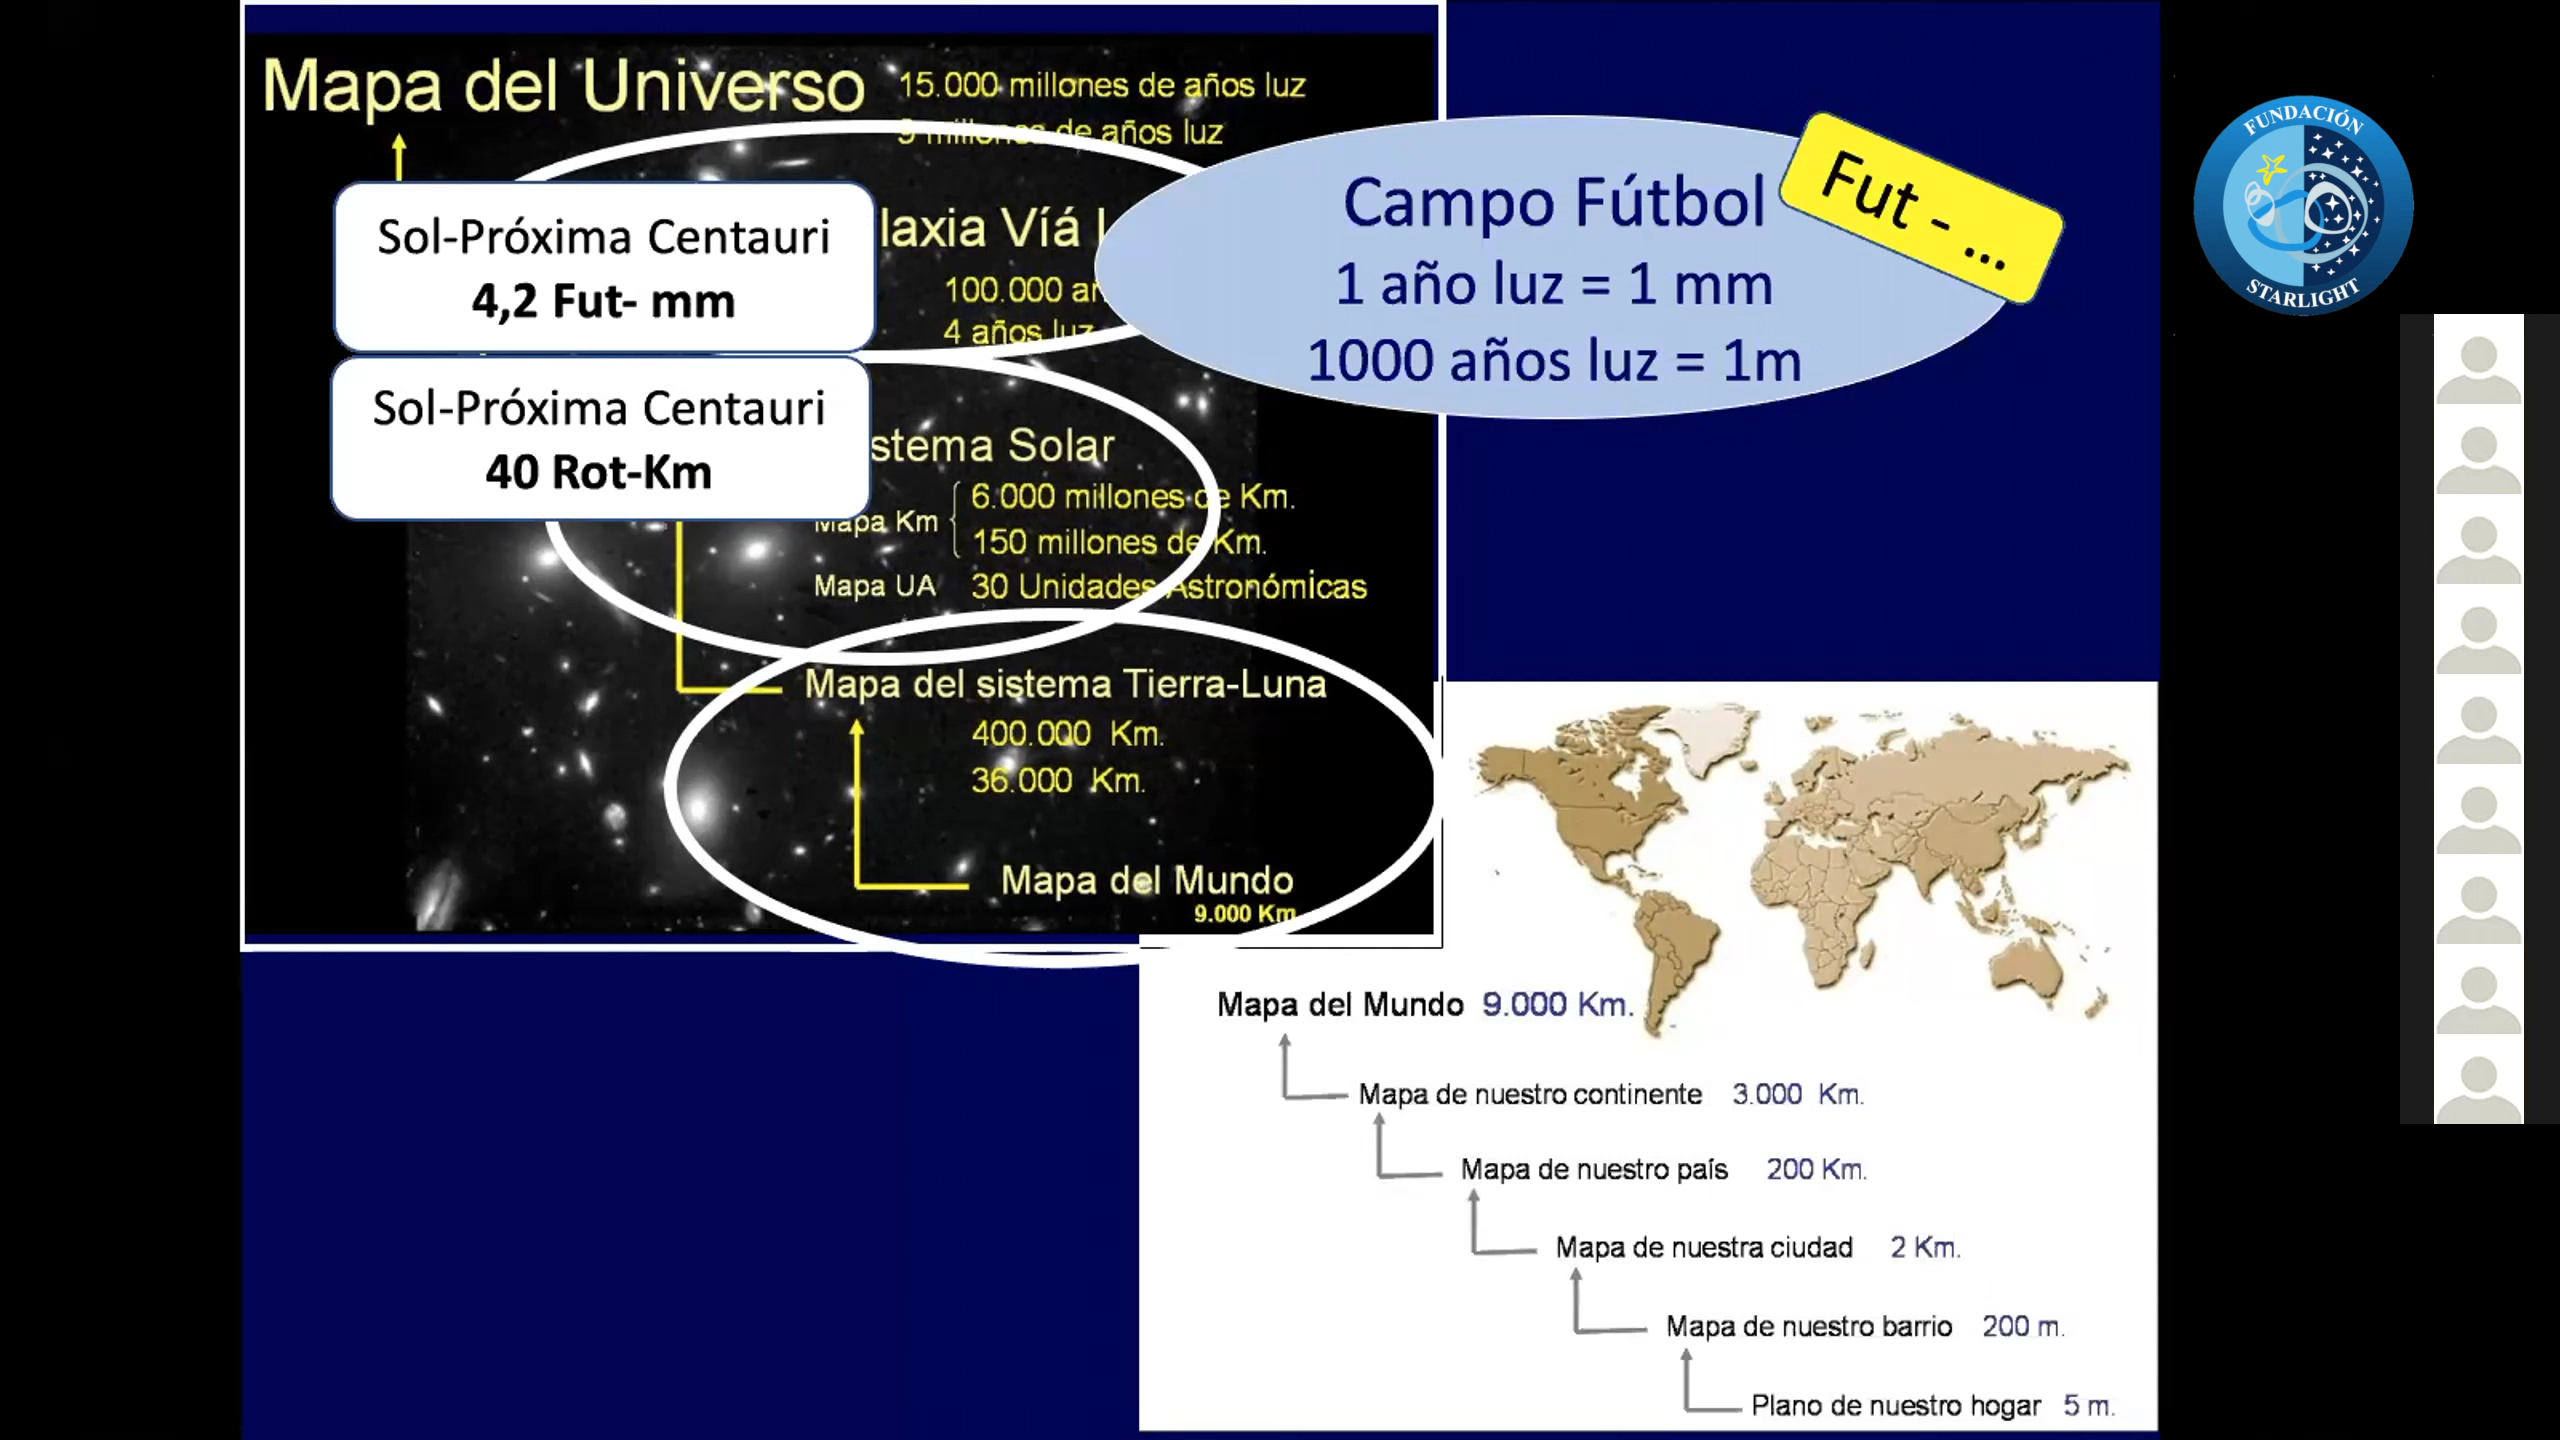 Mapa del Universo
15.000 millones de años luz
9 millones de años luz
Sol-Próxima Centauri
4,2 Fut- mm
laxia Víá
100.000
4 años luz
Campo Fútbol
1 año luz = 1 mm
1000 años luz = 1m
Fut - ...
FUNDACIÓN
STARLIGHT
Sol-Próxima Centauri
40 Rot-Km
stema Solar
Mapa Km
6.000 millones de Km.
150 millones de Km.
Mapa UA 30 Unidades Astronómicas
Mapa del sistema Tierra-Luna
400.000 Km.
36.000 Km.
Mapa del Mundo
9.000 Km.
Mapa del Mundo 9.000 Km.
Mapa de nuestro continente 3.000 Km.
Mapa de nuestro país 200 Km.
Mapa de nuestra ciudad 2 Km.
Mapa de nuestro barrio 200 m.
Plano de nuestro hogar 5 m.